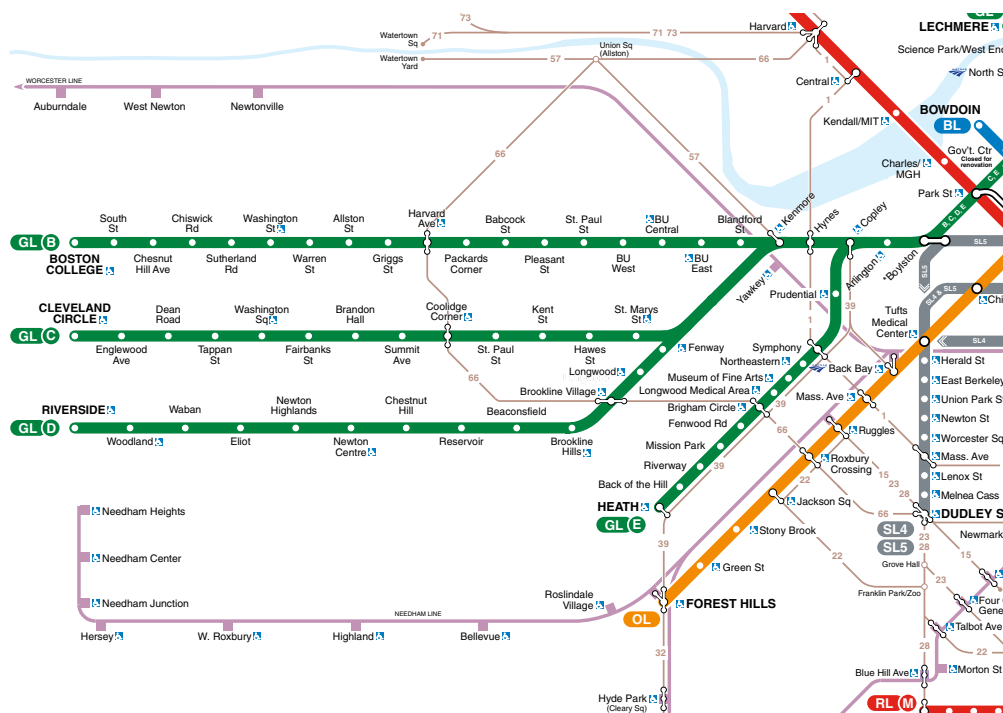 73
71
71 73
Watertown
Sq
Watertown
Yard
57
Union Sq
(Allston)
66
Harvard
1
Central
1
Kendall/MIT
LECHMERE
Science Park/West End
North S
BOWDOIN
BL
Gov't. Ctr
Closed for
renovation
Charles/
MGH
Park St
C, E
B, C, D, E
WORCESTER LINE
Auburndale
West Newton
Newtonville
66
57
South
St
Chiswick
Rd
Washington
St
Allston
St
Harvard
Ave
Babcock
St
St. Paul
St
BU
Central
Blandford
St
Kenmore
Hynes
Copley
GL B
BOSTON
COLLEGE
Chestnut
Hill Ave
Sutherland
Rd
Warren
St
Griggs
St
Packards
Corner
Pleasant
St
BU
West
BU
East
Yawkey
Arlington
*Boylston
SL5
SL5
SL4 & SL5
Chi
CLEVELAND
CIRCLE
GL C
Dean
Road
Washington
Sq
Brandon
Hall
Coolidge
Corner
Kent
St
St. Marys
St
Prudential
39
Tufts
Medical
Center
SL4
Englewood
Ave
Tappan
St
Fairbanks
St
Summit
Ave
St. Paul
St
Hawes
St
Longwood
Fenway
Symphony
Northeastern
Back Bay
Herald St
Museum of Fine Arts
East Berkeley
66
Brookline Village
Longwood Medical Area
39
Mass. Ave
Union Park St
RIVERSIDE
GL D
Waban
Newton
Highlands
Chestnut
Hill
Beaconsfield
Brigham Circle
1
Newton St
Fenwood Rd
66
Ruggles
Woodland
Eliot
Newton
Centre
Reservoir
Brookline
Hills
Mission Park
Worcester Sq
Riverway
39
Roxbury
Crossing
15
Mass. Ave
Back of the Hill
22
23
Lenox St
28
Melnea Cass
HEATH
GL E
Jackson Sq
66
DUDLEY S
Needham Heights
Stony Brook
SL4
SL5
23
28
Newmark
39
22
15
Needham Center
Green St
Grove Hall
23
Franklin Park/Zoo
Needham Junction
Roslindale
Village
FOREST HILLS
OL
Four
Gene
NEEDHAM LINE
Talbot Ave
Hersey
W. Roxbury
Highland
Bellevue
32
28
22
Blue Hill Ave
Morton St
Hyde Park
(Cleary Sq)
RL M